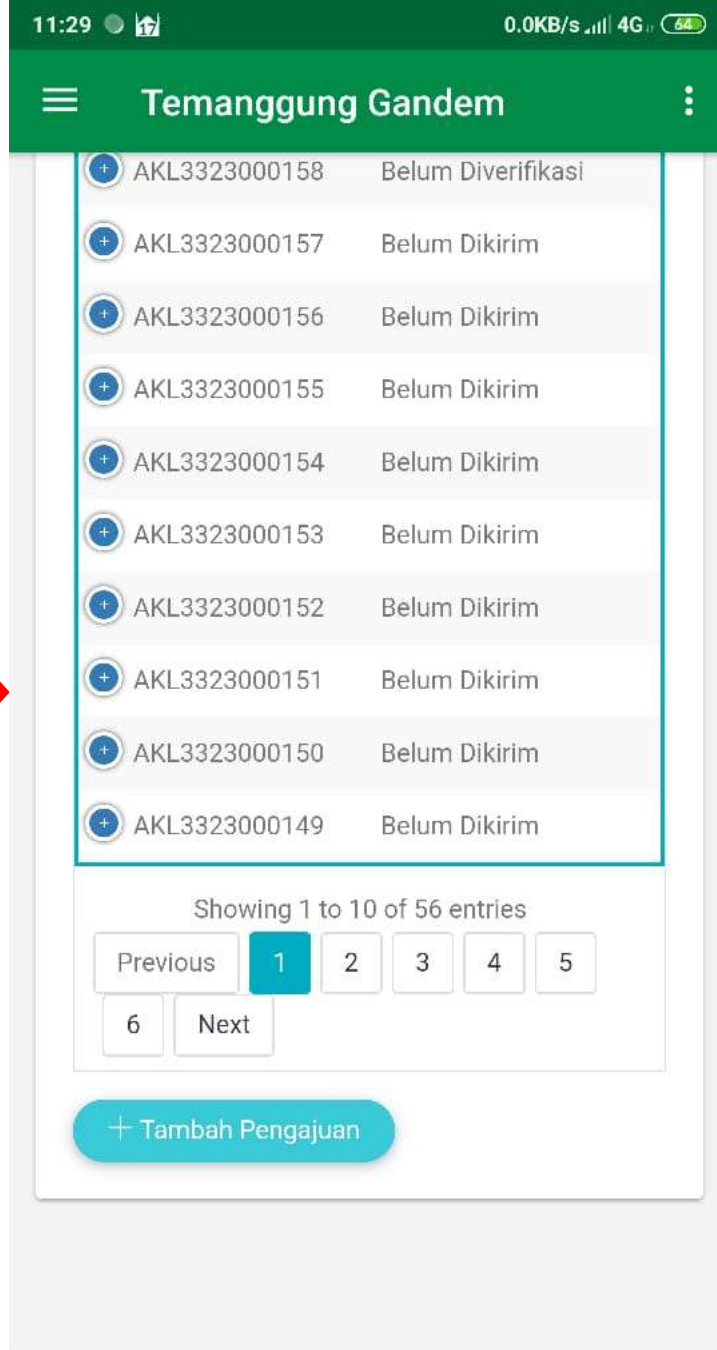 11:29 17 0.0KB/s 4G 64
Temanggung Gandem
+ AKL3323000158 Belum Diverifikasi
+ AKL3323000157 Belum Dikirim
+ AKL3323000156 Belum Dikirim
+ AKL3323000155 Belum Dikirim
+ AKL3323000154 Belum Dikirim
+ AKL3323000153 Belum Dikirim
+ AKL3323000152 Belum Dikirim
+ AKL3323000151 Belum Dikirim
+ AKL3323000150 Belum Dikirim
+ AKL3323000149 Belum Dikirim
Showing 1 to 10 of 56 entries
Previous 1 2 3 4 5
6 Next
+ Tambah Pengajuan